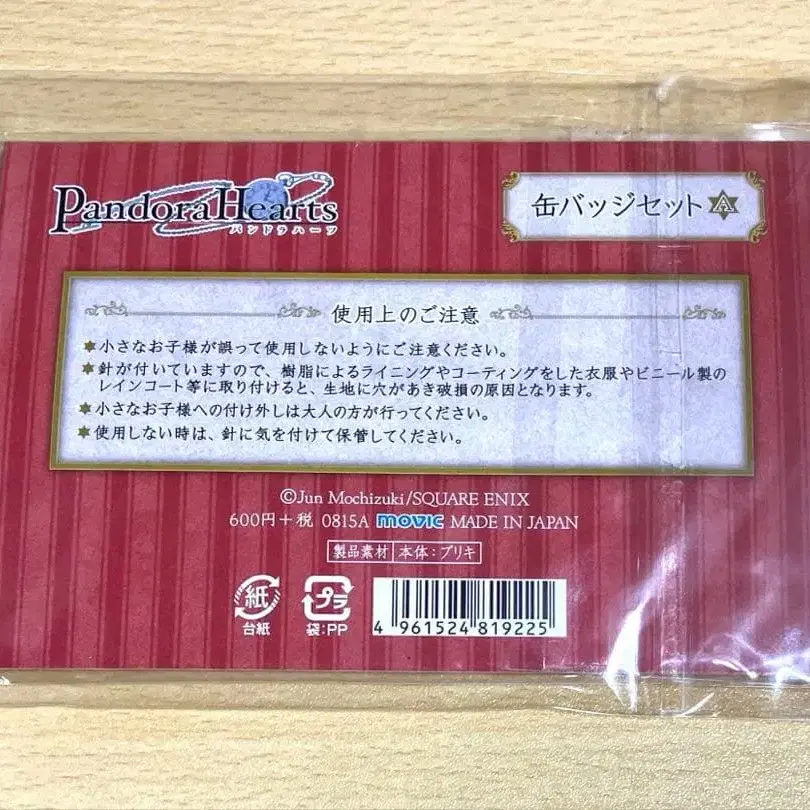 PandoraHearts
パンドラハーツ
缶バッジセット A
使用上のご注意
小さなお子様が誤って使用しないようにご注意ください。
針が付いていますので、樹脂によるライニングやコーティングをした衣服やビニール製の
レインコート等に取り付けると、生地に穴があき破損の原因となります。
小さなお子様への付け外しは大人の方が行ってください。
使用しない時は、針に気を付けて保管してください。
©Jun Mochizuki/SQUARE ENIX
600円+税 0815A movic MADE IN JAPAN
製品素材 本体:ブリキ
紙 プラ
台紙 袋:PP
4 961524 819225